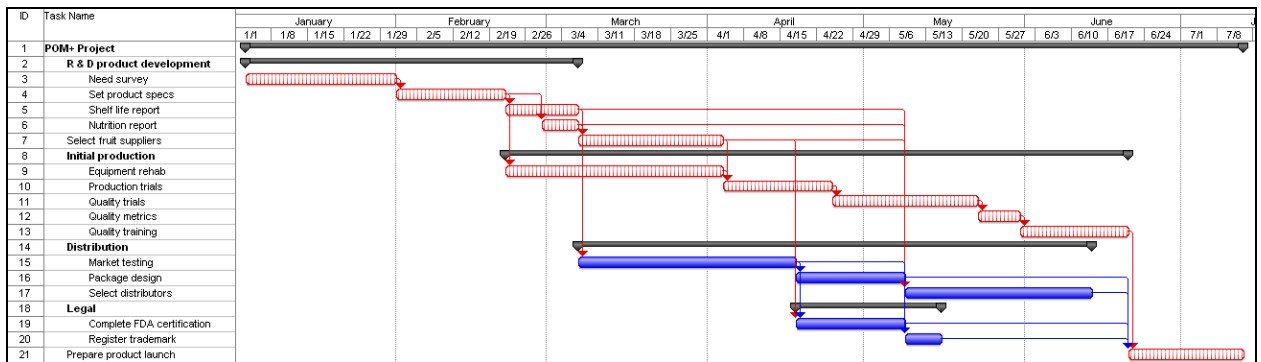 ID Task Name January February March April May June J
1/1 1/8 1/15 1/22 1/29 2/5 2/12 2/19 2/26 3/4 3/11 3/18 3/25 4/1 4/8 4/15 4/22 4/29 5/6 5/13 5/20 5/27 6/3 6/10 6/17 6/24 7/1 7/8
1 POM+ Project
2 R & D product development
3 Need survey
4 Set product specs
5 Shelf life report
6 Nutrition report
7 Select fruit suppliers
8 Initial production
9 Equipment rehab
10 Production trials
11 Quality trials
12 Quality metrics
13 Quality training
14 Distribution
15 Market testing
16 Package design
17 Select distributors
18 Legal
19 Complete FDA certification
20 Register trademark
21 Prepare product launch